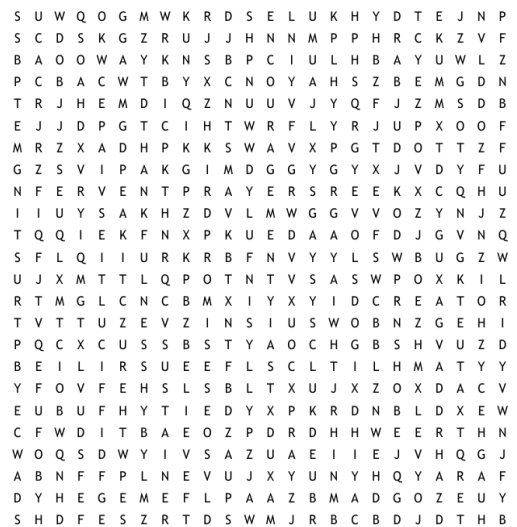 S U W Q O G M W K R D S E L U K H Y D T E J N P
S C D S K G Z R U J J H N N M P P H R C K Z V F
B A O O W A Y K N S B P C I U L H B A Y U W L Z
P C B A C W T B Y X C N O Y A H S Z B E M G D N
T R J H E M D I Q Z N U U V J Y Q F J Z M S D B
E J J D P G T C I H T W R F L Y R J U P X O O F
M R Z X A D H P K K S W A V X P G T D O T T Z F
G Z S V I P A K G I M D G G Y G Y X J V D Y F U
N F E R V E N T P R A Y E R S R E E K X C Q H U
I I U Y S A K H Z D V L M W G G V V O Z Y N J Z
T Q Q I E K F N X P K U E D A A O F D J G V N Q
S F L Q I I U R K R B F N V Y Y L S W B U G Z W
U J X M T T L Q P O T N T V S A S W P O X K I L
R T M G L C N C B M X I Y X Y I D C R E A T O R
T V T T U Z E V Z I N S I U S W O B N Z G E H I
P Q C X C U S S B S T Y A O C H G B S H V U Z D
B E I L I R S U E E F L S C L T I L H M A T Y Y
Y F O V F E H S L S B L T X U J X Z O X D A C V
E U B U F H Y T I E D Y X P K R D N B L D X E W
C F W D I T B A E O Z P D R D H H W E E R T H N
W O Q S D W Y I V S A Z U A E I I E J V H Q G J
A B N F F P L N E V U J X Y U N Y H Q Y A R A F
D Y H E G E M E F L P A A Z B M A D G O Z E U Y
S H D F E S Z R T D S W M J R B C B D J D T H B